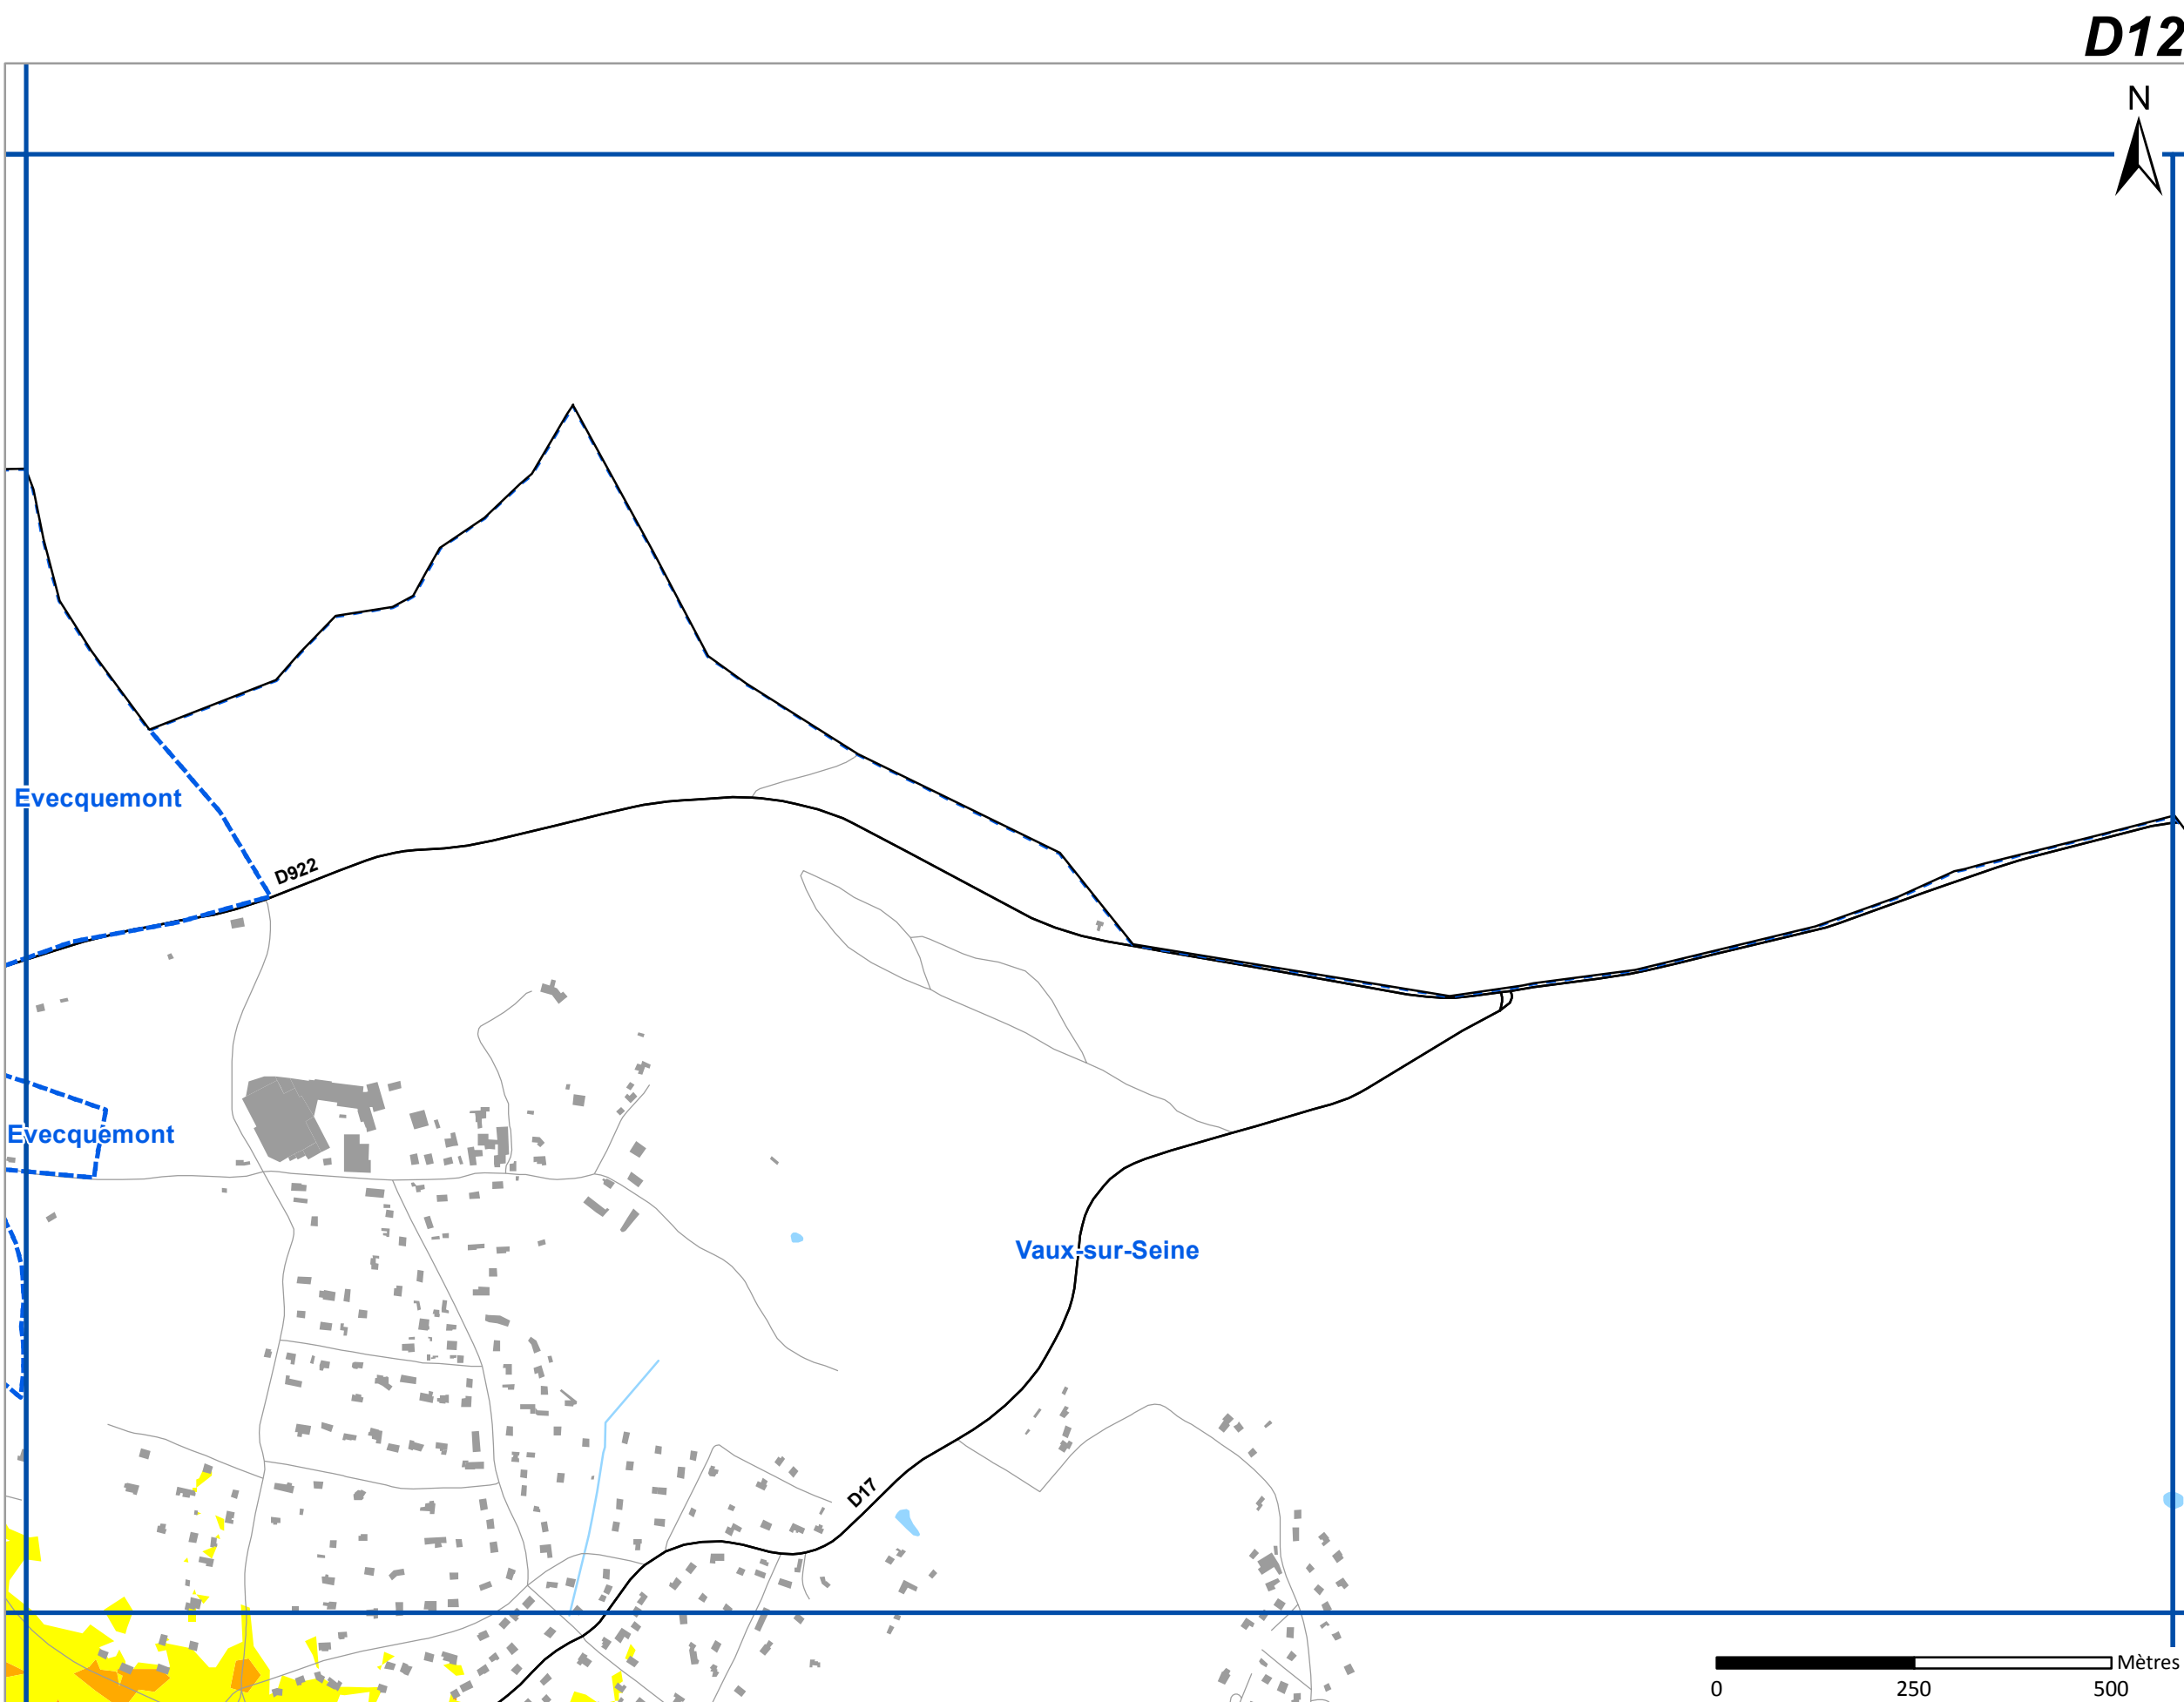 D12
N
Evecquemont
D922
Evecquemont
Vaux-sur-Seine
D17
Mètres
0 250 500